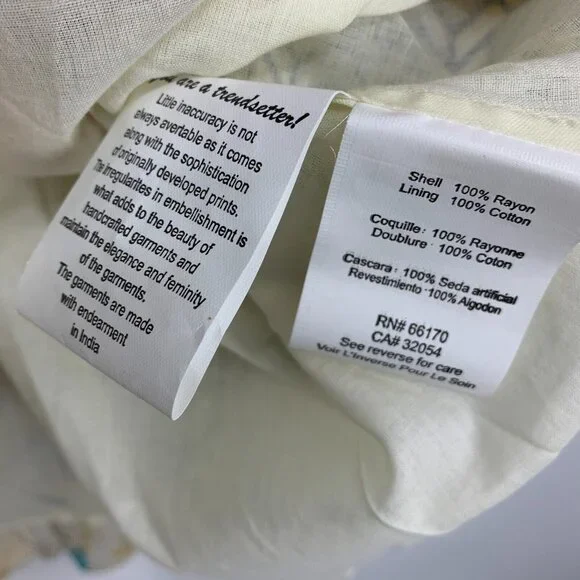 are a trendsetter!
Little inaccuracy is not
always avertable as it comes
along with the sophistication
of originally developed prints.
The irregularities in embellishment is
what adds to the beauty of
handcrafted garments and
maintain the elegance and feminity
of the garments.
The garments are made
with endearment
in India
Shell 100% Rayon
Lining 100% Cotton
Coquille: 100% Rayonne
Doublure 100% Coton
Cascara: 100% Seda artificial
Revestimiento 100% Algodon
RN# 66170
CA# 32054
See reverse for care
Voir L'inverse Pour Le Soin